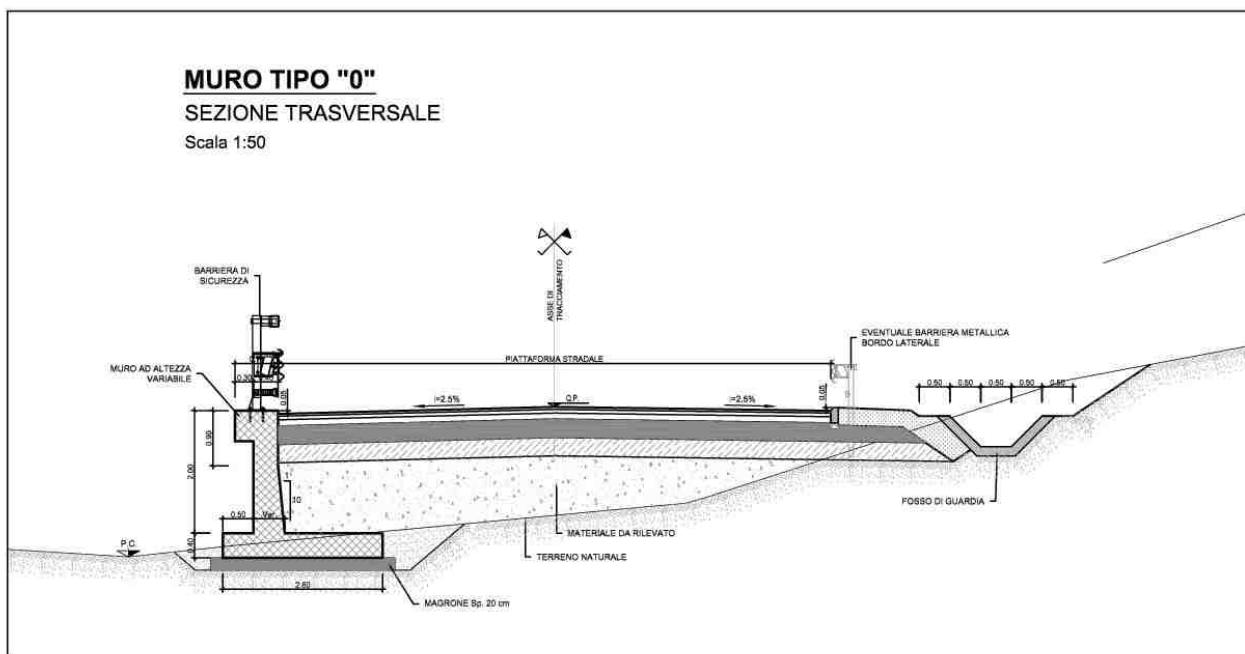 MURO TIPO "0"
SEZIONE TRASVERSALE
Scala 1:50
ASSE DI
TRACCIAMENTO
BARRIERA DI
SICUREZZA
EVENTUALE BARRIERA METALLICA
BORDO LATERALE
PIATTAFORMA STRADALE
MURO AD ALTEZZA
VARIABILE
0.30
0.05
i=2.5%
Q.P.
i=2.5%
0.05
0.50
0.50
0.50
0.50
0.50
0.90
2.00
1
10
0.50
Var.
FOSSO DI GUARDIA
MATERIALE DA RILEVATO
P.C.
0.40
TERRENO NATURALE
2.60
MAGRONE Sp. 20 cm